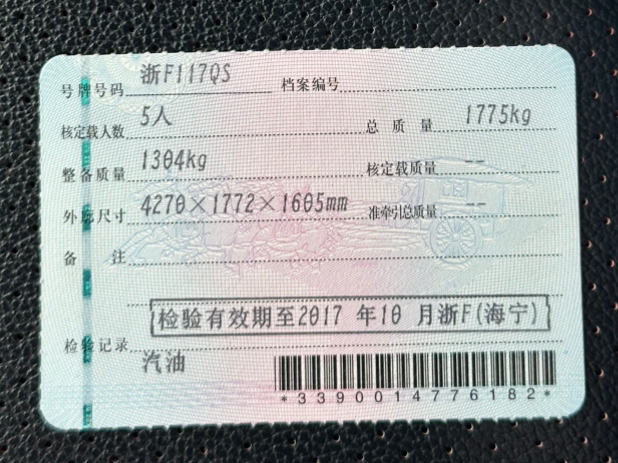 号牌号码 浙F117QS 档案编号
核定载人数 5人 总质量 1775kg
整备质量 1304kg 核定载质量 --
外廓尺寸 4270×1772×1605mm 准牵引总质量 --
备注
检验有效期至2017 年10 月浙F(海宁)
检验记录
汽油
*3390014776182*